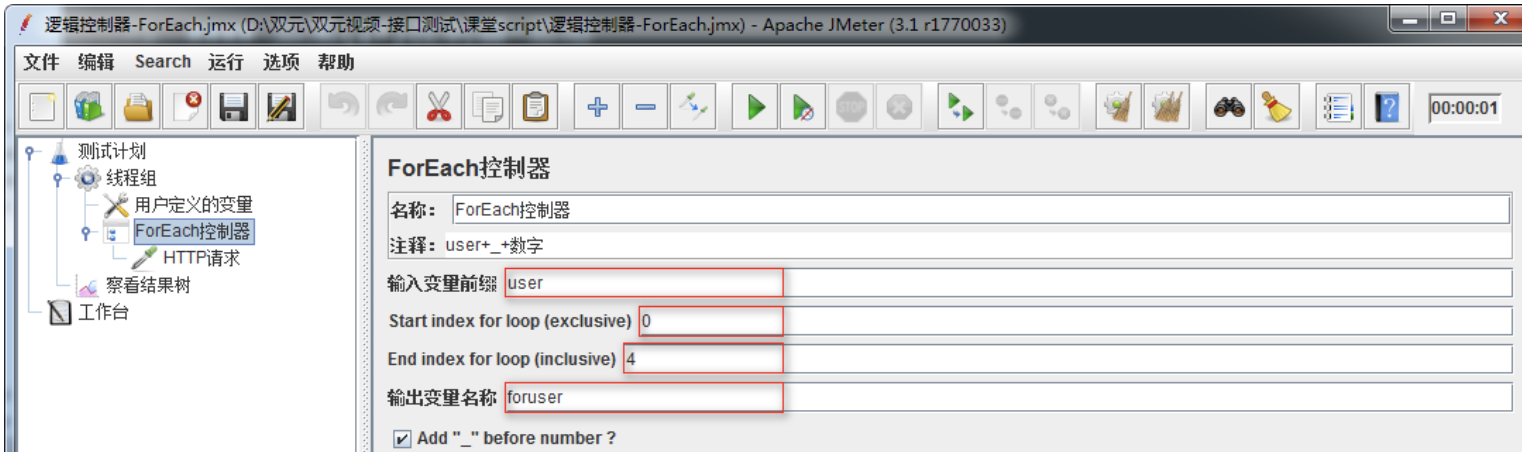 逻辑控制器-ForEach.jmx (D:\双元\双元视频-接口测试\课堂script\逻辑控制器-ForEach.jmx) - Apache JMeter (3.1 r1770033)
文件 编辑 Search 运行 选项 帮助
STOP
00:00:01
测试计划
线程组
用户定义的变量
ForEach控制器
HTTP请求
察看结果树
工作台
ForEach控制器
名称： ForEach控制器
注释： user+_+数字
输入变量前缀 user
Start index for loop (exclusive) 0
End index for loop (inclusive) 4
输出变量名称 foruser
Add "_" before number ?